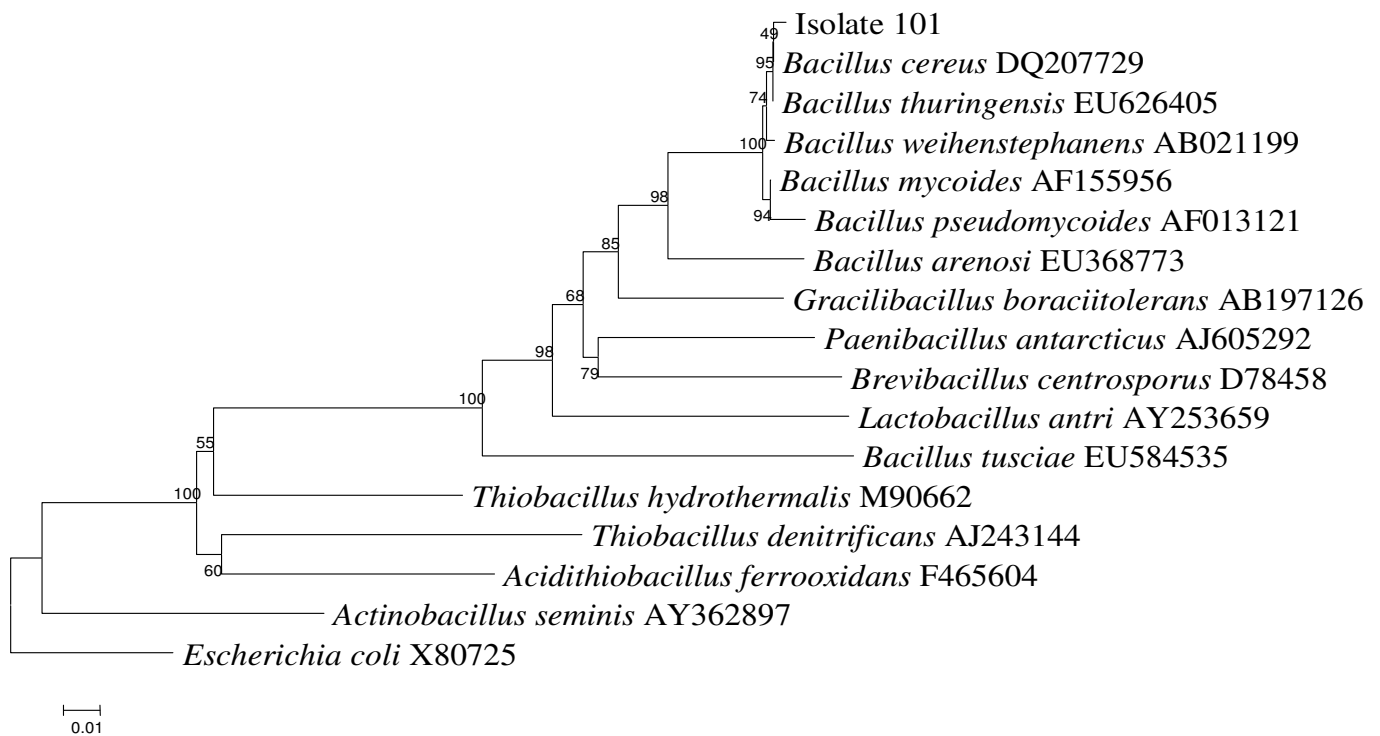 Isolate 101
49
95
Bacillus cereus DQ207729
74
Bacillus thuringensis EU626405
100
Bacillus weihenstephanens AB021199
Bacillus mycoides AF155956
98
94
Bacillus pseudomycoides AF013121
85
Bacillus arenosi EU368773
68
Gracilibacillus boraciitolerans AB197126
Paenibacillus antarcticus AJ605292
98
79
Brevibacillus centrosporus D78458
100
Lactobacillus antri AY253659
55
Bacillus tusciae EU584535
100
Thiobacillus hydrothermalis M90662
Thiobacillus denitrificans AJ243144
60
Acidithiobacillus ferrooxidans F465604
Actinobacillus seminis AY362897
Escherichia coli X80725
0.01